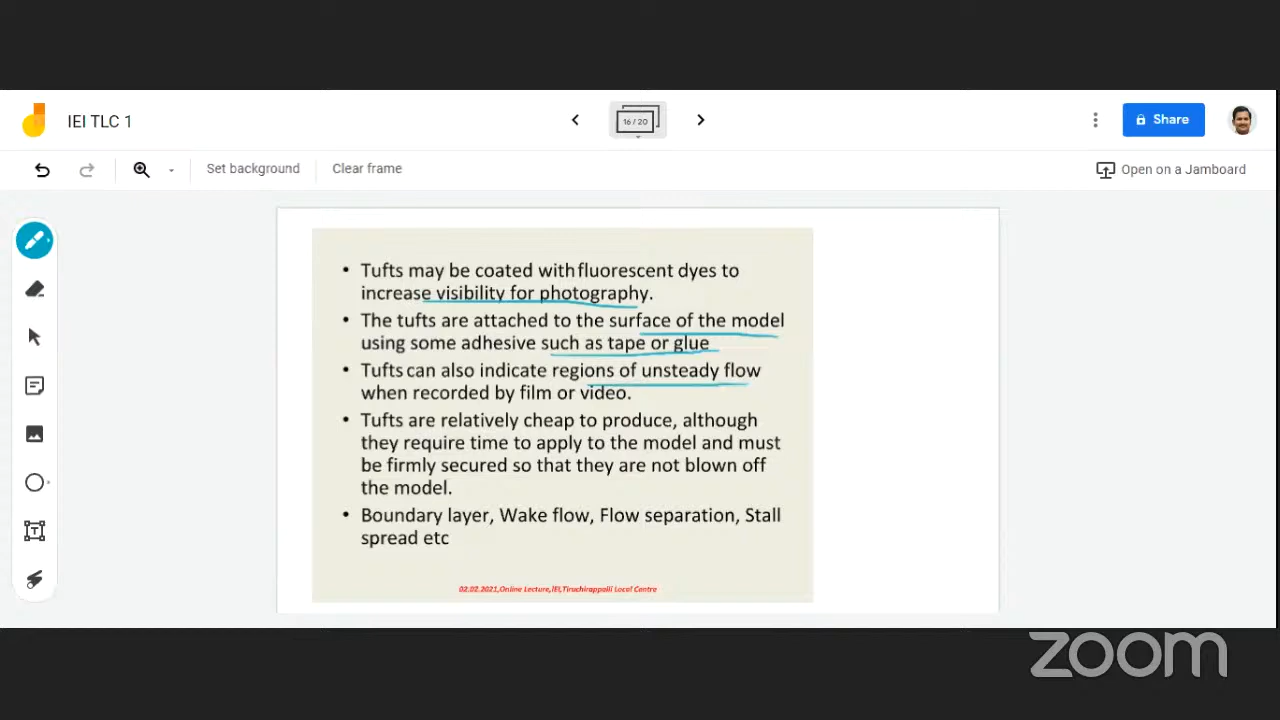 IEI TLC 1
16 / 20
Share
Set background
Clear frame
Open on a Jamboard
• Tufts may be coated with fluorescent dyes to
increase visibility for photography.
• The tufts are attached to the surface of the model
using some adhesive such as tape or glue
• Tufts can also indicate regions of unsteady flow
when recorded by film or video.
• Tufts are relatively cheap to produce, although
they require time to apply to the model and must
be firmly secured so that they are not blown off
the model.
• Boundary layer, Wake flow, Flow separation, Stall
spread etc
02.02.2021,Online Lecture,IEI,Tiruchirappalli Local Centre
zoom